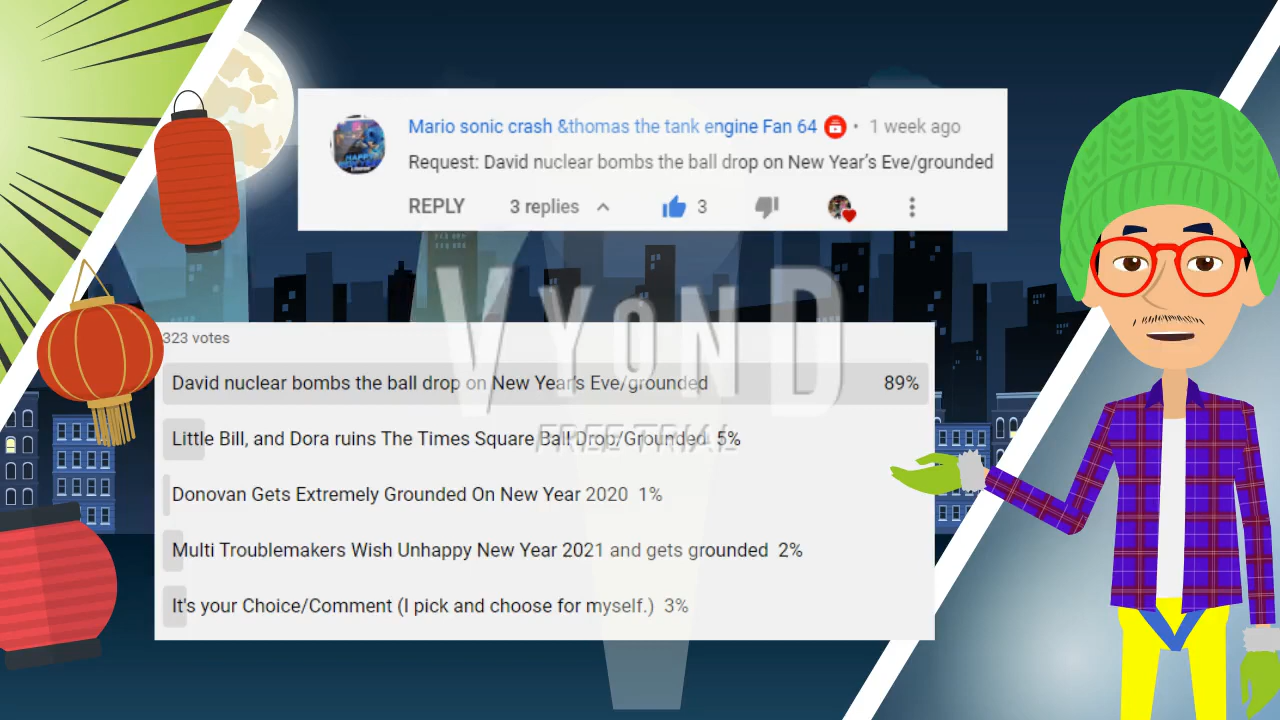 Mario sonic crash &thomas the tank engine Fan 64 • 1 week ago
Request: David nuclear bombs the ball drop on New Year's Eve/grounded
REPLY 3 replies 3
323 votes
David nuclear bombs the ball drop on New Year's Eve/grounded 89%
Little Bill, and Dora ruins The Times Square Ball Drop/Grounded 5%
Donovan Gets Extremely Grounded On New Year 2020 1%
Multi Troublemakers Wish Unhappy New Year 2021 and gets grounded 2%
It's your Choice/Comment (I pick and choose for myself.) 3%
VYOND
FREE TRIAL